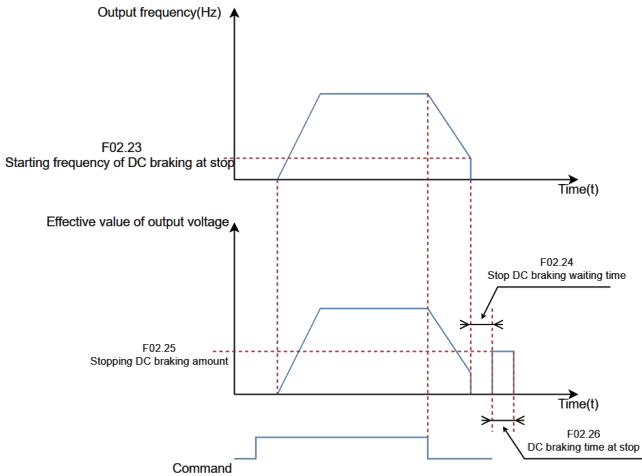 Output frequency(Hz)
F02.23
Starting frequency of DC braking at stop
Time(t)
Effective value of output voltage
F02.24
Stop DC braking waiting time
F02.25
Stopping DC braking amount
Time(t)
F02.26
DC braking time at stop
Command